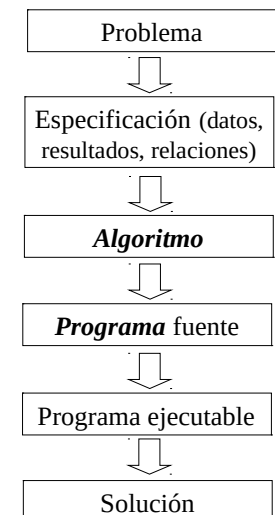 Problema
Especificación (datos,
resultados, relaciones)
Algoritmo
Programa fuente
Programa ejecutable
Solución